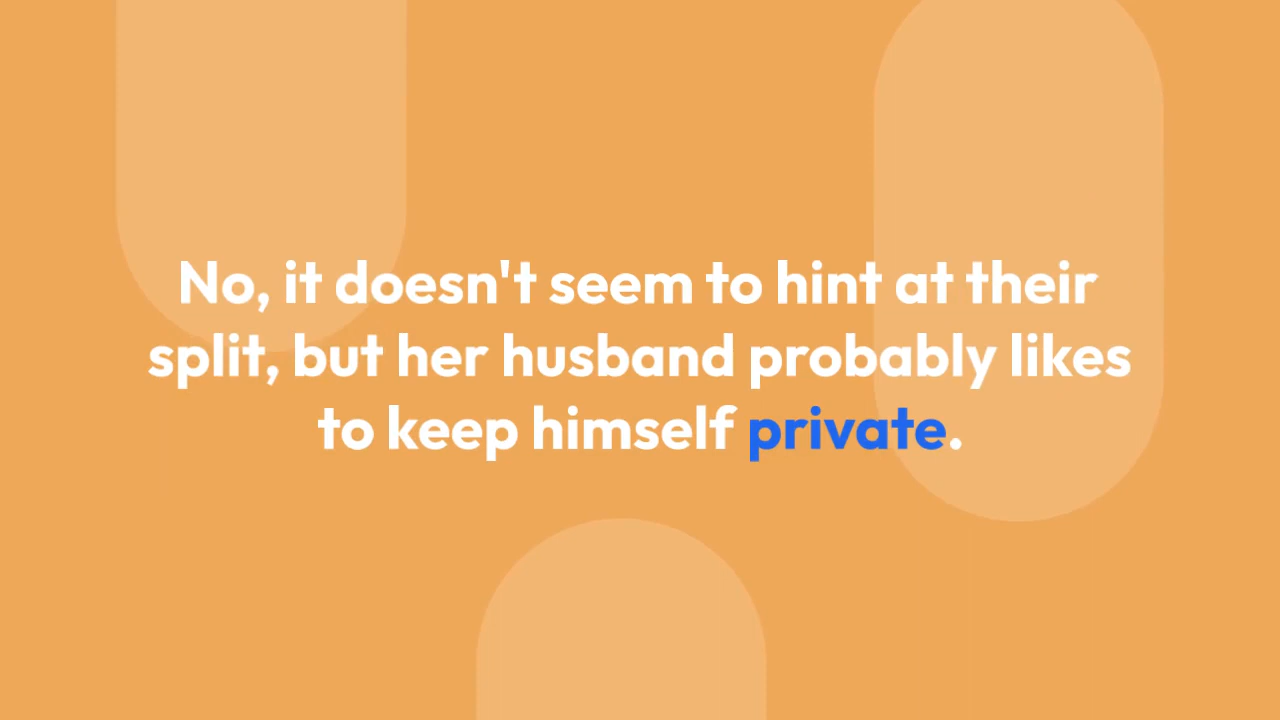 No, it doesn't seem to hint at their
split, but her husband probably likes
to keep himself private.